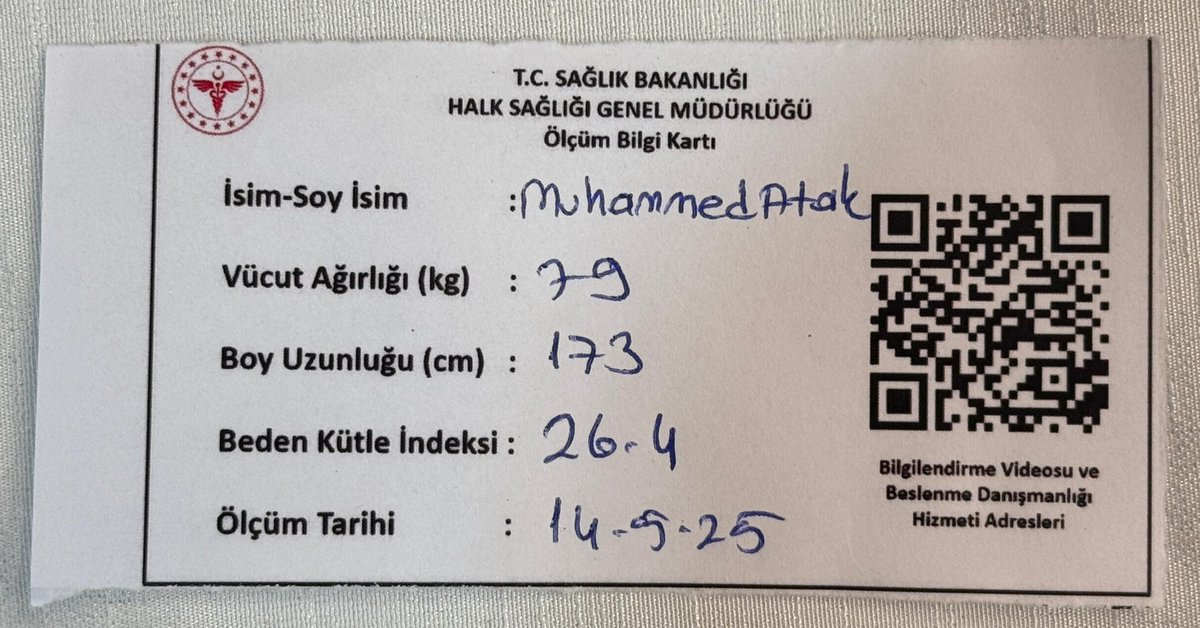 T.C. SAĞLIK BAKANLIĞI
HALK SAĞLIĞI GENEL MÜDÜRLÜĞÜ
Ölçüm Bilgi Kartı
İsim-Soy İsim :Muhammed Atak
Vücut Ağırlığı (kg) : 79
Boy Uzunluğu (cm) : 173
Beden Kütle İndeksi : 26.4
Ölçüm Tarihi : 14.5.25
Bilgilendirme Videosu ve
Beslenme Danışmanlığı
Hizmeti Adresleri